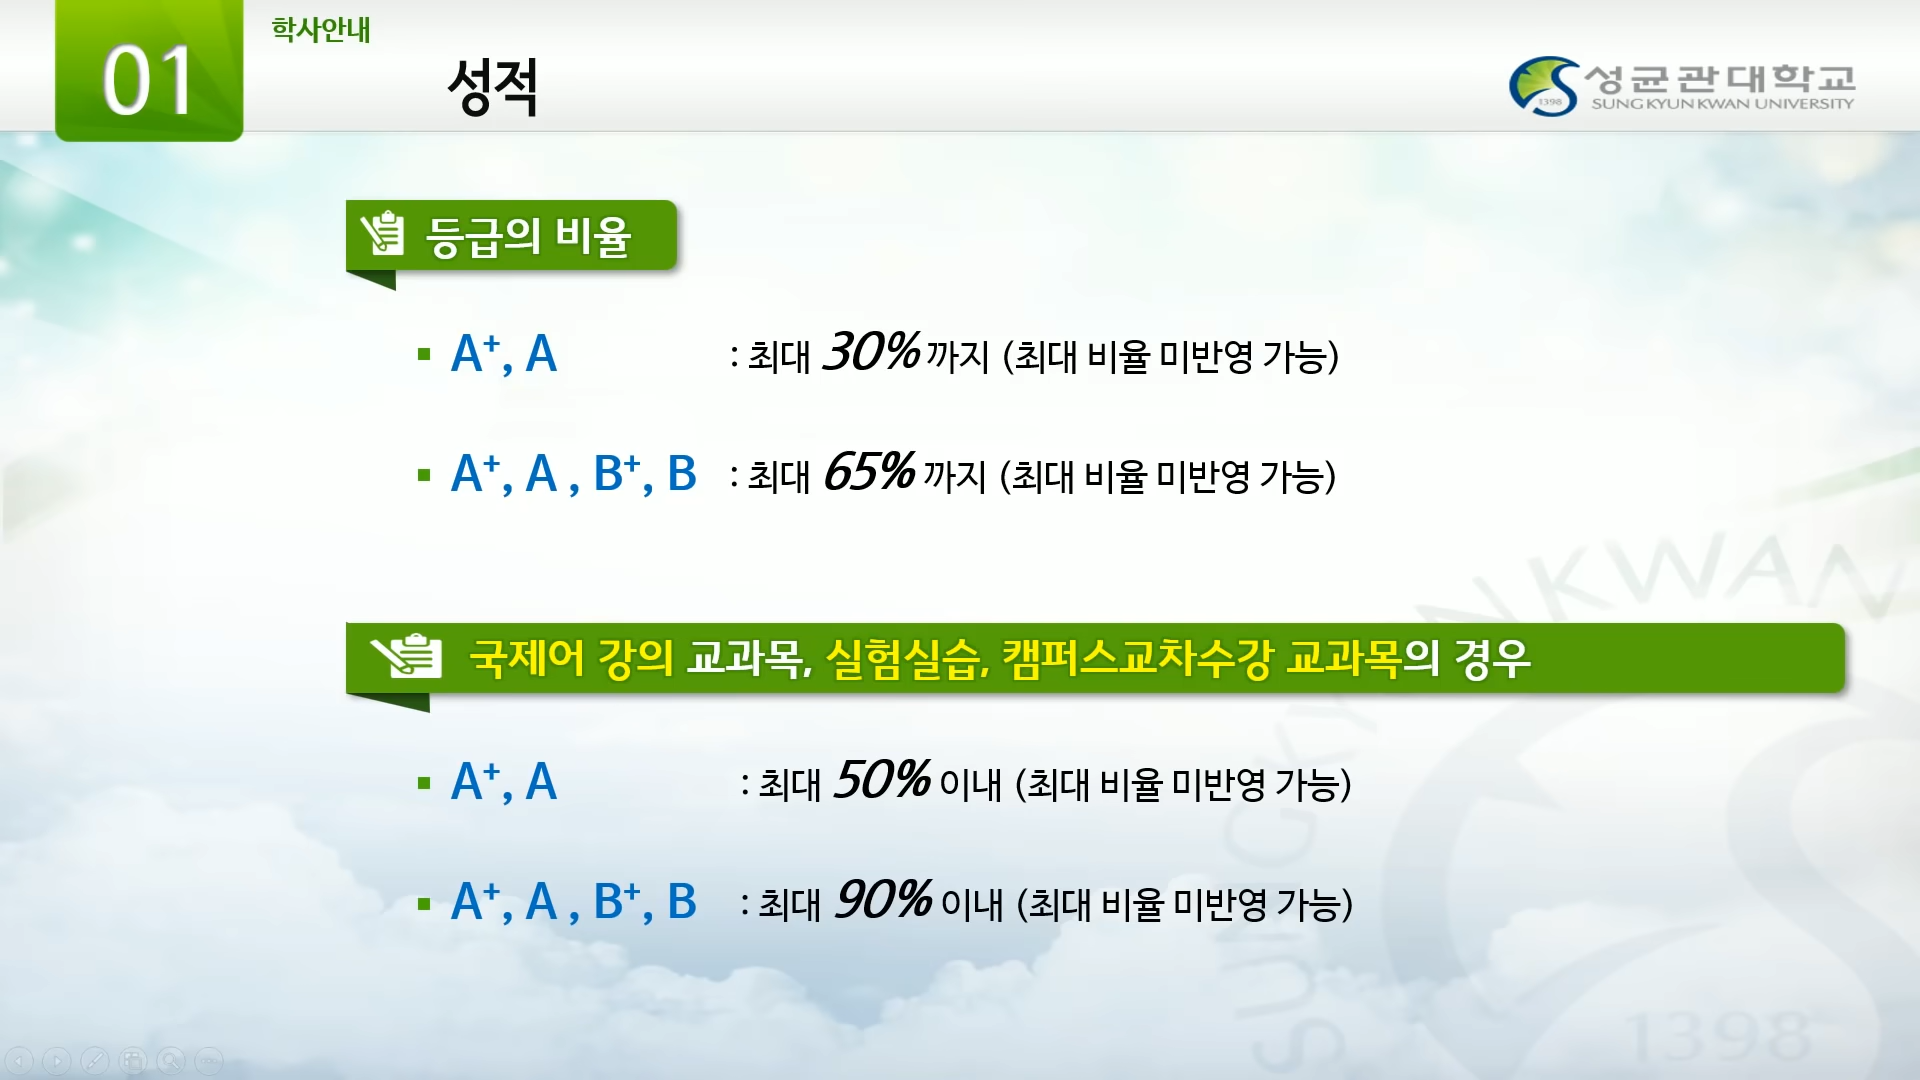 01
학사안내
성적
1398
성균관대학교
SUNGKYUNKWAN UNIVERSITY
등급의 비율
▪ A⁺, A : 최대 30% 까지 (최대 비율 미반영 가능)
▪ A⁺, A , B⁺, B : 최대 65% 까지 (최대 비율 미반영 가능)
국제어 강의 교과목, 실험실습, 캠퍼스교차수강 교과목의 경우
▪ A⁺, A : 최대 50% 이내 (최대 비율 미반영 가능)
▪ A⁺, A , B⁺, B : 최대 90% 이내 (최대 비율 미반영 가능)
SUNGKYUNKWAN
1398